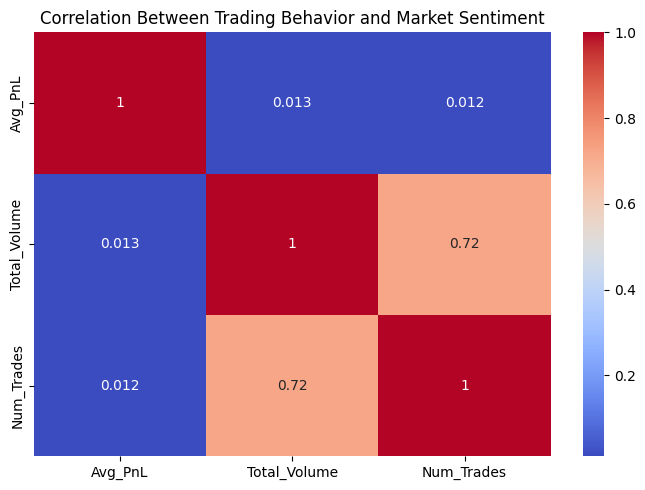 Correlation Between Trading Behavior and Market Sentiment
Avg_PnL
1
0.013
0.012
Total_Volume
0.013
1
0.72
Num_Trades
0.012
0.72
1
Avg_PnL
Total_Volume
Num_Trades
1.0
0.8
0.6
0.4
0.2